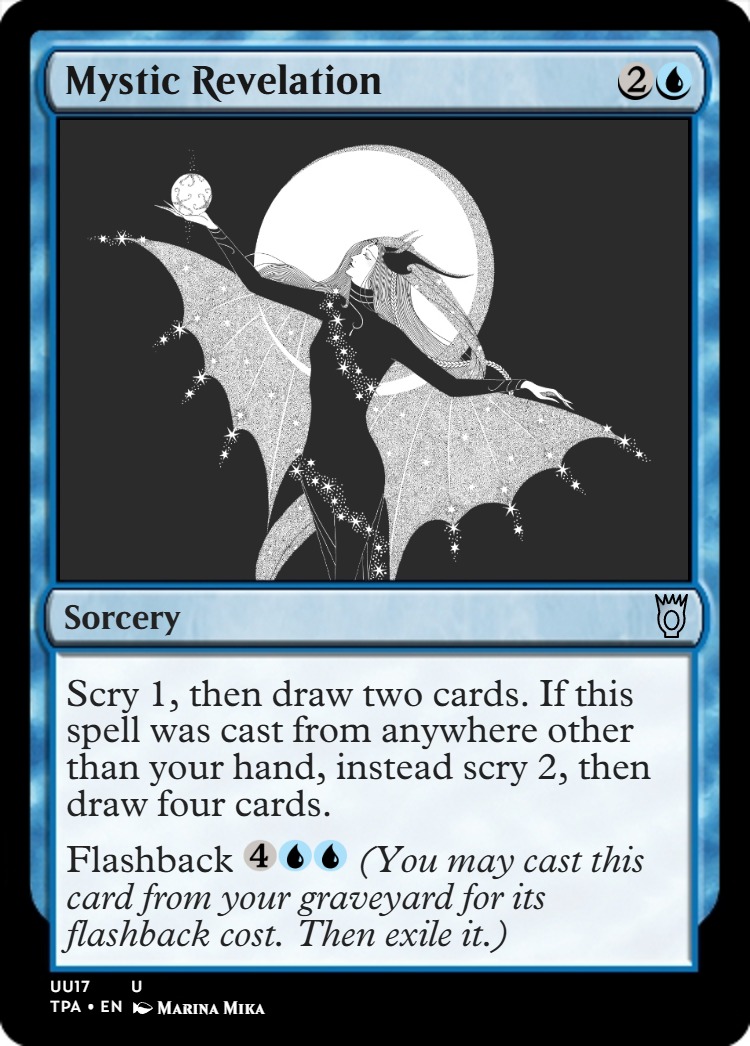 Mystic Revelation 2
Sorcery
Scry 1, then draw two cards. If this
spell was cast from anywhere other
than your hand, instead scry 2, then
draw four cards.
Flashback 4 (You may cast this
card from your graveyard for its
flashback cost. Then exile it.)
UU17 U
TPA • EN MARINA MIKA